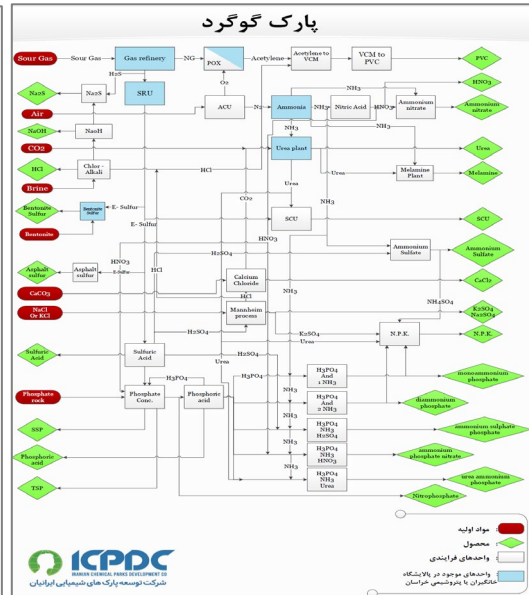 پارک گوگرد
Sour Gas
Sour Gas
Gas refinery
NG
POX
Acetylene
Acetylene to
VCM
VCM to
PVC
PVC
H2S
Na2S
Na2S
SRU
O2
NH3
HNO3
Air
ACU
N2
Ammonia
NH3
Nitric Acid
HNO3
Ammonium
nitrate
Ammonium
nitrate
NaOH
NaoH
NH3
NH3
CO2
Urea plant
Urea
Urea
HCl
Chlor -
Alkali
HCl
Melamine
Plant
Melamine
Brine
Urea
CO2
NH3
Bentonite
Sulfur
Bentonite
Sulfur
E- Sulfur
SCU
SCU
E- Sulfur
Bentonite
HNO3
H2SO4
Ammonium
Sulfate
Ammonium
Sulfate
Asphalt
sulfur
Asphalt
sulfur
HCl
Calcium
Chloride
CaCl2
CaCO3
NH3
HCl
NH4SO4
NaCl
Or KCl
Mannheim
process
K2SO4
Na2SO4
H2SO4
K2SO4
Urea
N.P.K.
N.P.K.
Sulfuric
Acid
Sulfuric
Acid
H2SO4
Urea
H3PO4
H3PO4
H3PO4
And
1 NH3
monoammonium
phosphate
NH3
Phosphate
rock
Phosphate
Conc.
Phosphoric
acid
H3PO4
And
2 NH3
diammonium
phosphate
NH3
SSP
H3PO4
NH3
H2SO4
ammonium sulphate
phosphate
NH3
Phosphoric
acid
H3PO4
NH3
HNO3
ammonium
phosphate nitrate
NH3
TSP
H3PO4
NH3
Urea
urea ammonium
phosphate
Nitrophosphate
مواد اولیه :
محصول :
واحدهای فرایندی :
واحدهای موجود در پالایشگاه :
خانگیران یا پتروشیمی خراسان
ICPDC
IRANIAN CHEMICAL PARKS DEVELOPMENT CO
شرکت توسعه پارک های شیمیایی ایرانیان